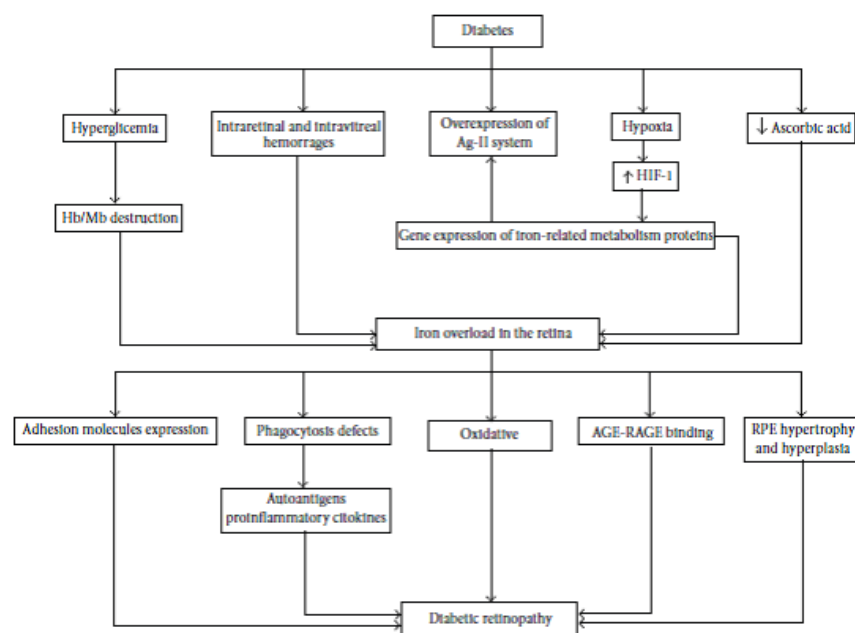 Diabetes
Hyperglicemia
Intraretinal and intravitreal
hemorrages
Overexpression of
Ag-II system
Hypoxia
↓ Ascorbic acid
↑ HIF-1
Hb/Mb destruction
Gene expression of iron-related metabolism proteins
Iron overload in the retina
Adhesion molecules expression
Phagocytosis defects
Oxidative
AGE-RAGE binding
RPE hypertrophy
and hyperplasia
Autoantigens
proinflammatory citokines
Diabetic retinopathy